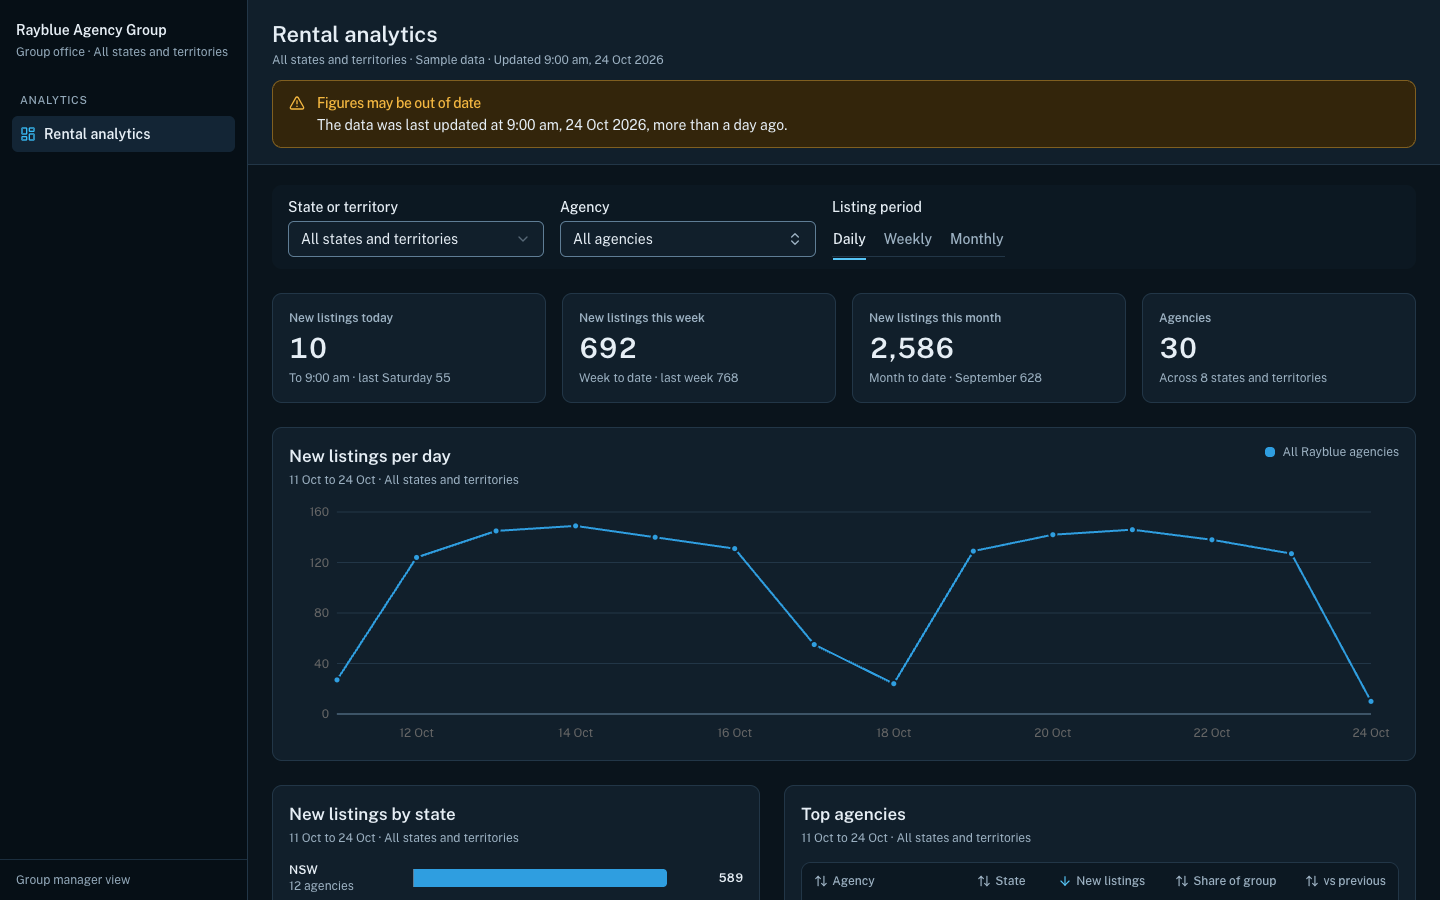 Rayblue Agency Group
Group office · All states and territories
ANALYTICS
Rental analytics
Group manager view
Rental analytics
All states and territories · Sample data · Updated 9:00 am, 24 Oct 2026
Figures may be out of date
The data was last updated at 9:00 am, 24 Oct 2026, more than a day ago.
State or territory
All states and territories
Agency
All agencies
Listing period
Daily Weekly Monthly
New listings today
10
To 9:00 am · last Saturday 55
New listings this week
692
Week to date · last week 768
New listings this month
2,586
Month to date · September 628
Agencies
30
Across 8 states and territories
New listings per day
11 Oct to 24 Oct · All states and territories
All Rayblue agencies
160
120
80
40
0
12 Oct 14 Oct 16 Oct 18 Oct 20 Oct 22 Oct 24 Oct
New listings by state
11 Oct to 24 Oct · All states and territories
NSW
12 agencies
589
Top agencies
11 Oct to 24 Oct · All states and territories
Agency State New listings Share of group vs previous